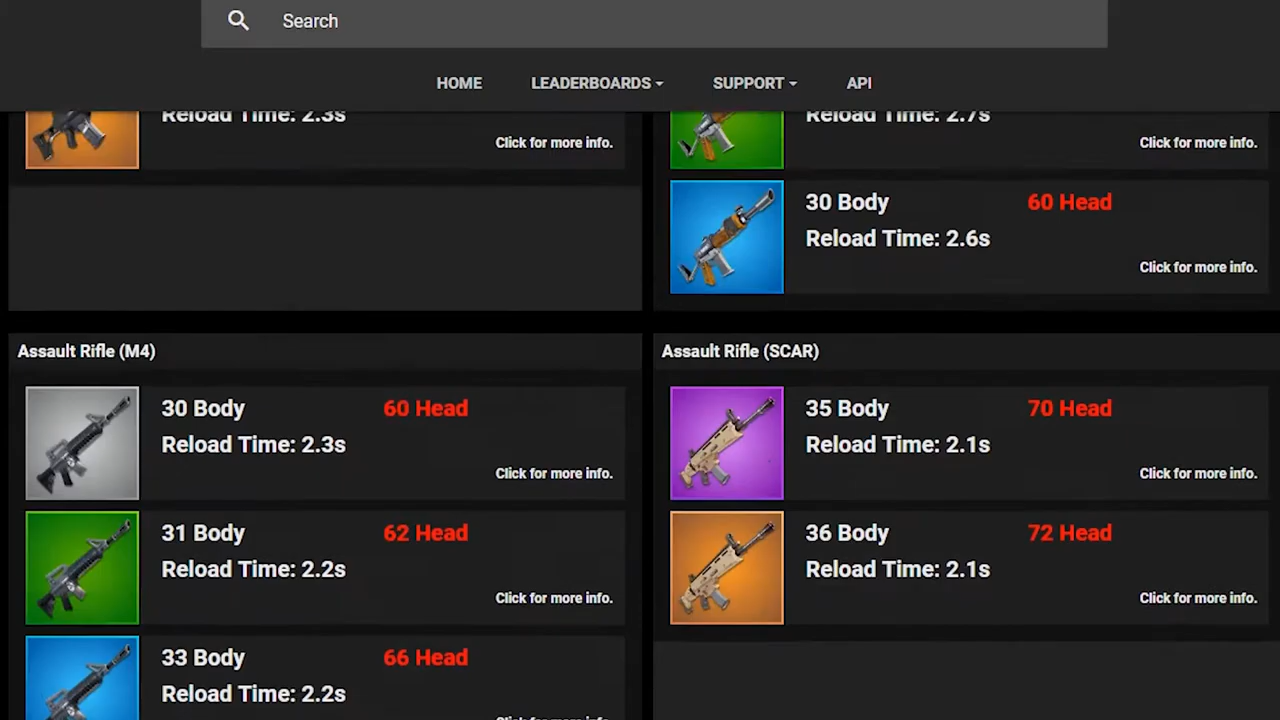 Search
HOME LEADERBOARDS SUPPORT API
Reload Time: 2.3s
Click for more info.
Reload Time: 2.7s
Click for more info.
30 Body 60 Head
Reload Time: 2.6s
Click for more info.
Assault Rifle (M4)
30 Body 60 Head
Reload Time: 2.3s
Click for more info.
31 Body 62 Head
Reload Time: 2.2s
Click for more info.
33 Body 66 Head
Reload Time: 2.2s
Click for more info.
Assault Rifle (SCAR)
35 Body 70 Head
Reload Time: 2.1s
Click for more info.
36 Body 72 Head
Reload Time: 2.1s
Click for more info.